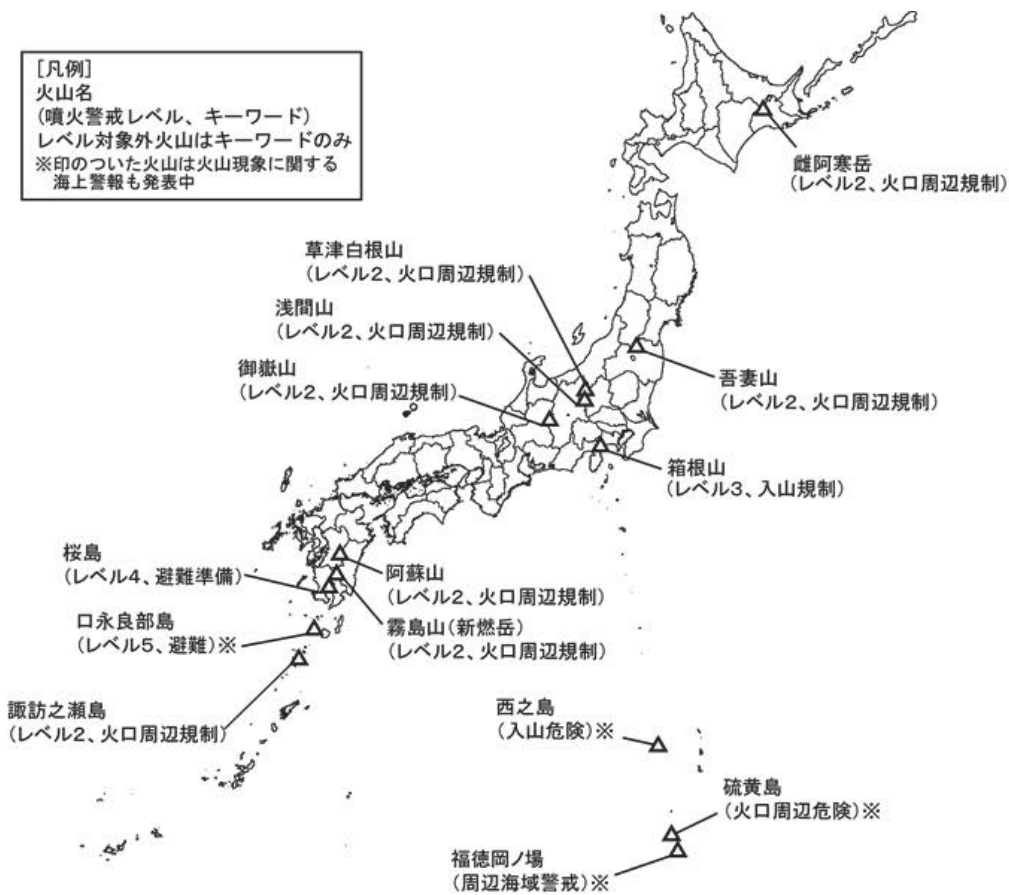 [凡例]
火山名
(噴火警戒レベル、キーワード)
レベル対象外火山はキーワードのみ
※印のついた火山は火山現象に関する
海上警報も発表中
雌阿寒岳
(レベル2、火口周辺規制)
草津白根山
(レベル2、火口周辺規制)
浅間山
(レベル2、火口周辺規制)
御嶽山
(レベル2、火口周辺規制)
吾妻山
(レベル2、火口周辺規制)
箱根山
(レベル3、入山規制)
桜島
(レベル4、避難準備)
阿蘇山
(レベル2、火口周辺規制)
口永良部島
(レベル5、避難)※
霧島山(新燃岳)
(レベル2、火口周辺規制)
諏訪之瀬島
(レベル2、火口周辺規制)
西之島
(入山危険)※
硫黄島
(火口周辺危険)※
福徳岡ノ場
(周辺海域警戒)※